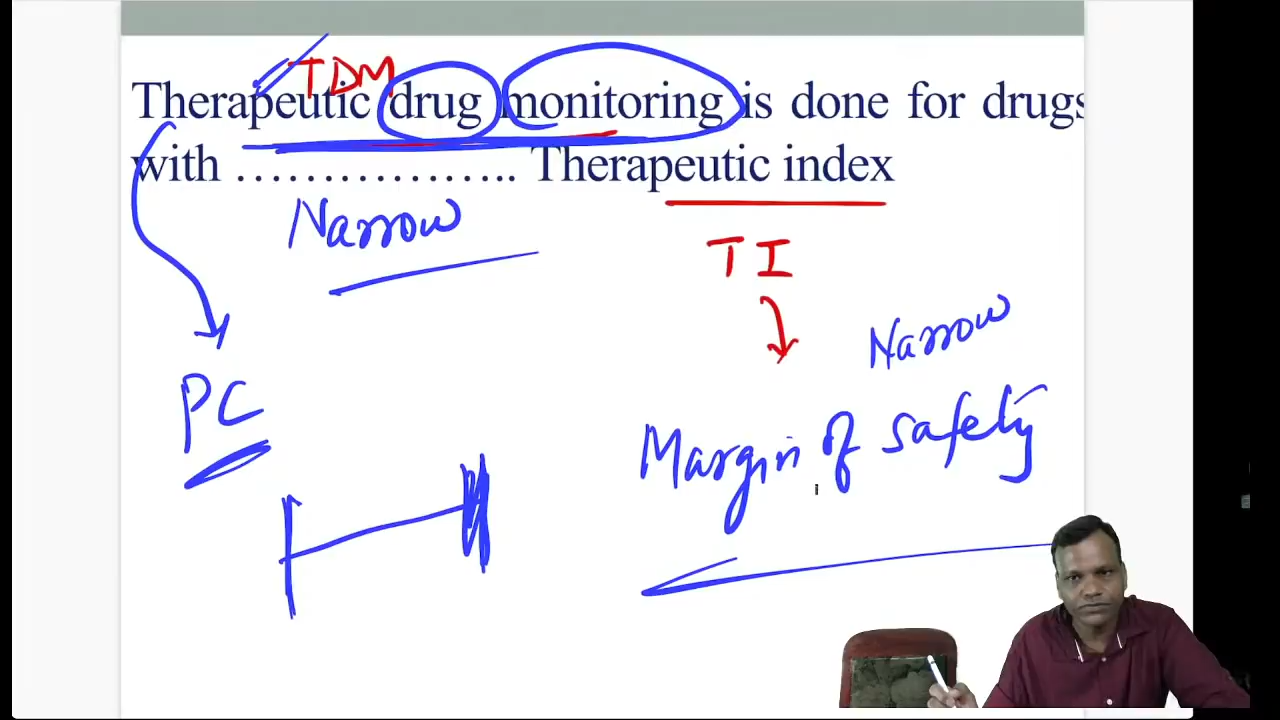 TDM
Therapeutic drug monitoring is done for drugs
with ……………….. Therapeutic index
Narrow
TI
Narrow
PC
Margin of safety